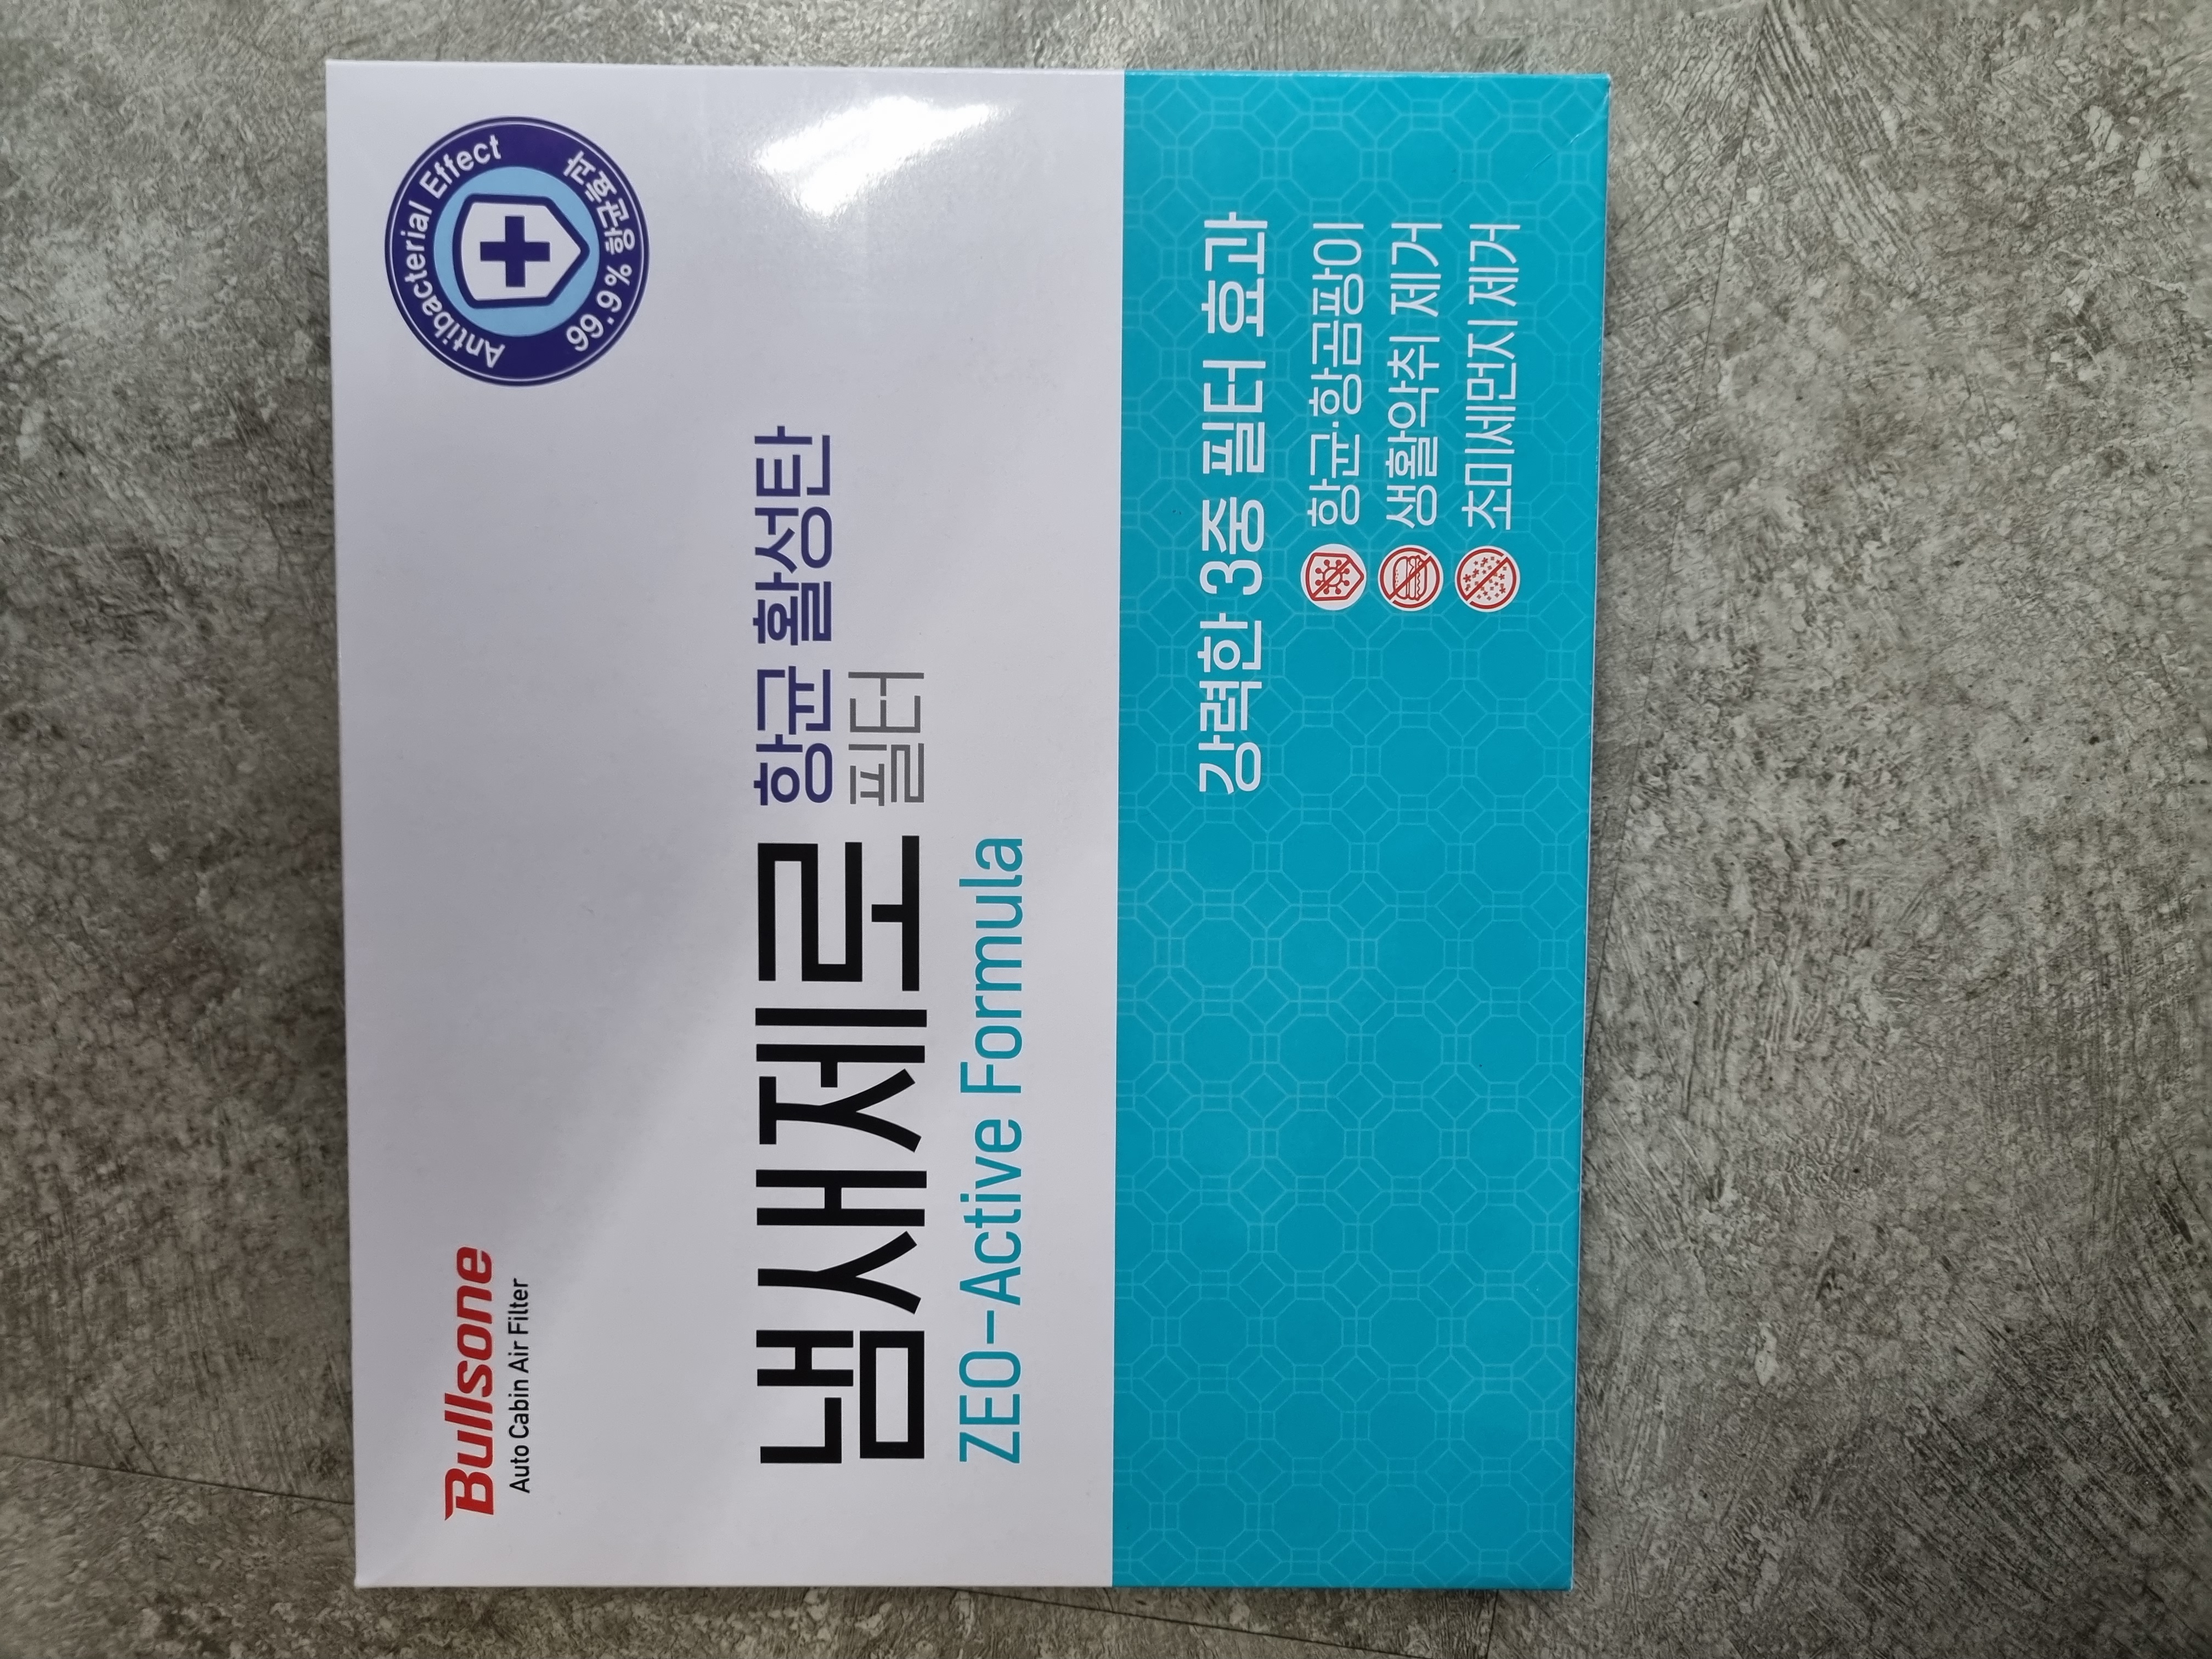 Bullsone
Auto Cabin Air Filter
Antibacterial Effect
99.9% 항균효과
냄새제로 항균 활성탄
필터
ZEO-Active Formula
강력한 3중 필터 효과
항균·항곰팡이
생활악취 제거
초미세먼지 제거